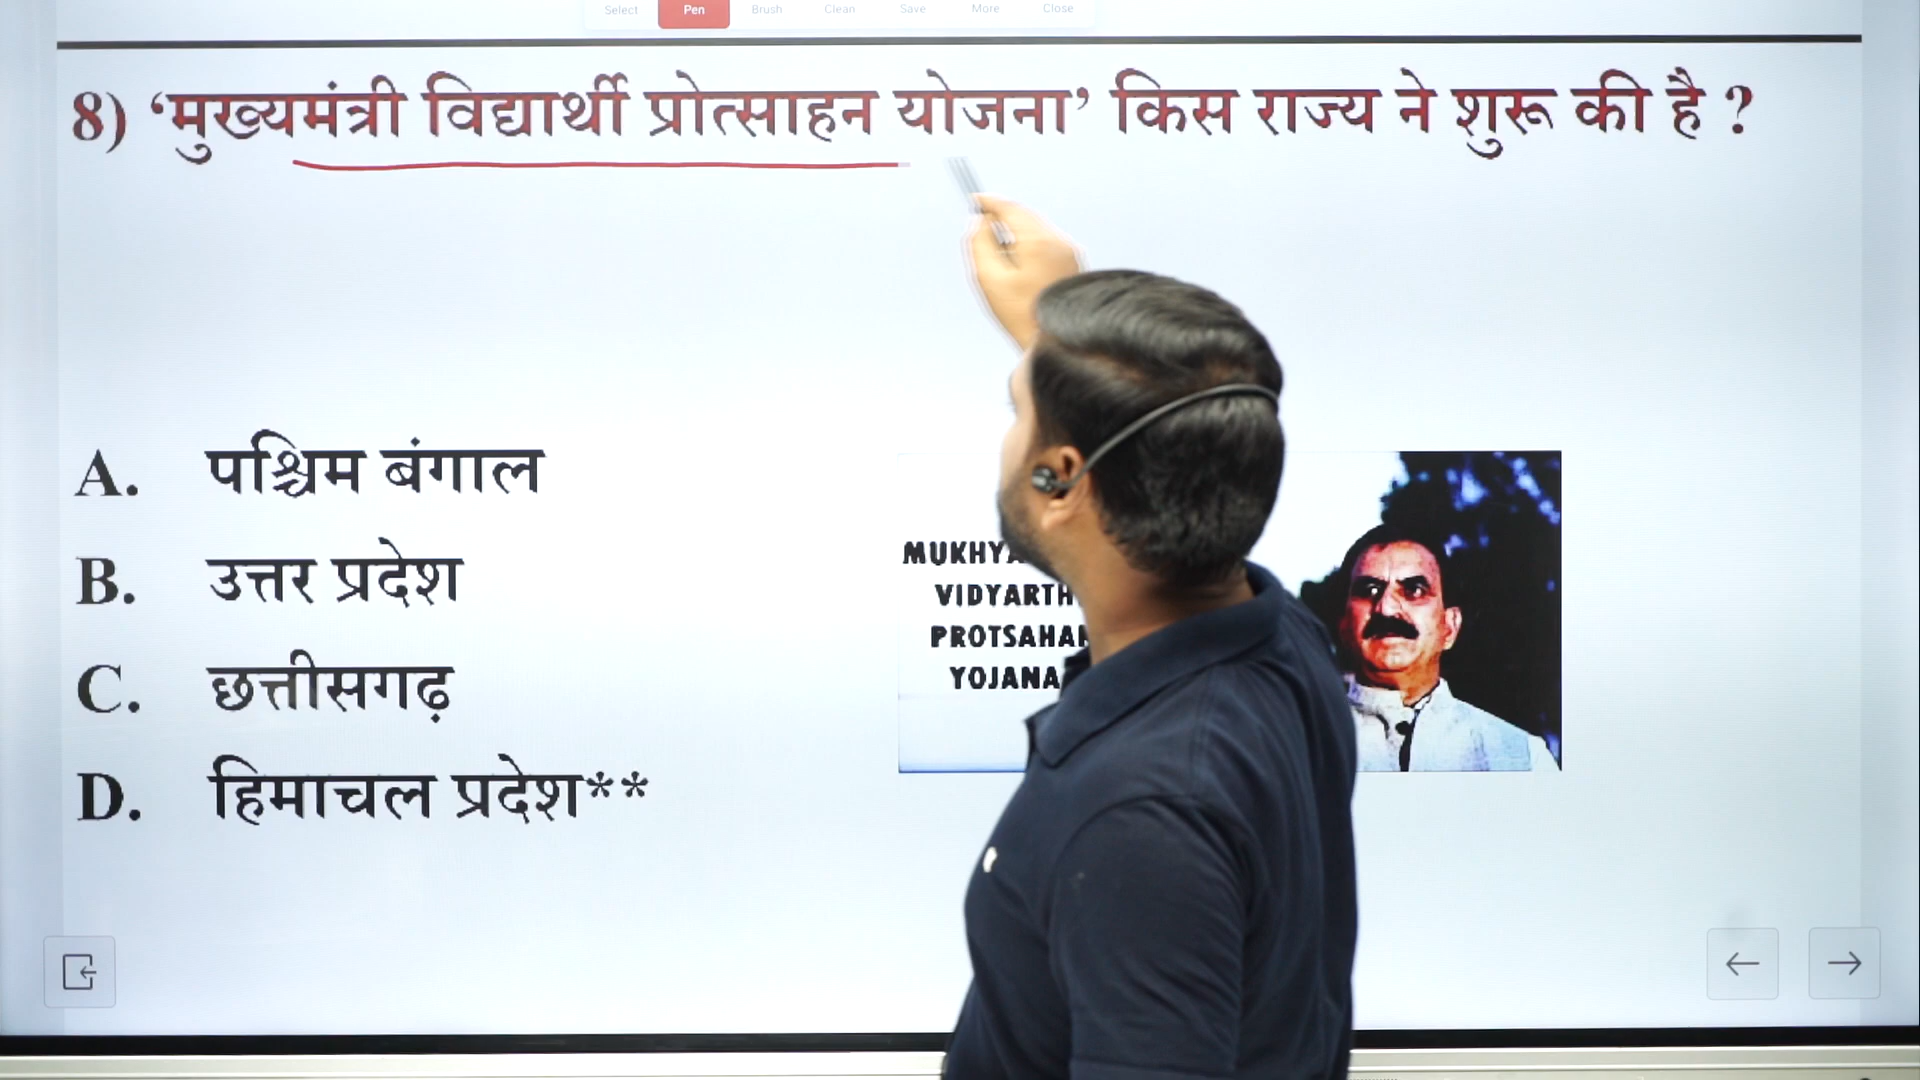 Select Pen Brush Clean Save More Close
8) ‘मुख्यमंत्री विद्यार्थी प्रोत्साहन योजना’ किस राज्य ने शुरू की है ?
A. पश्चिम बंगाल
B. उत्तर प्रदेश
C. छत्तीसगढ़
D. हिमाचल प्रदेश**
VIDYARTH
PROTSAHA
YOJANA